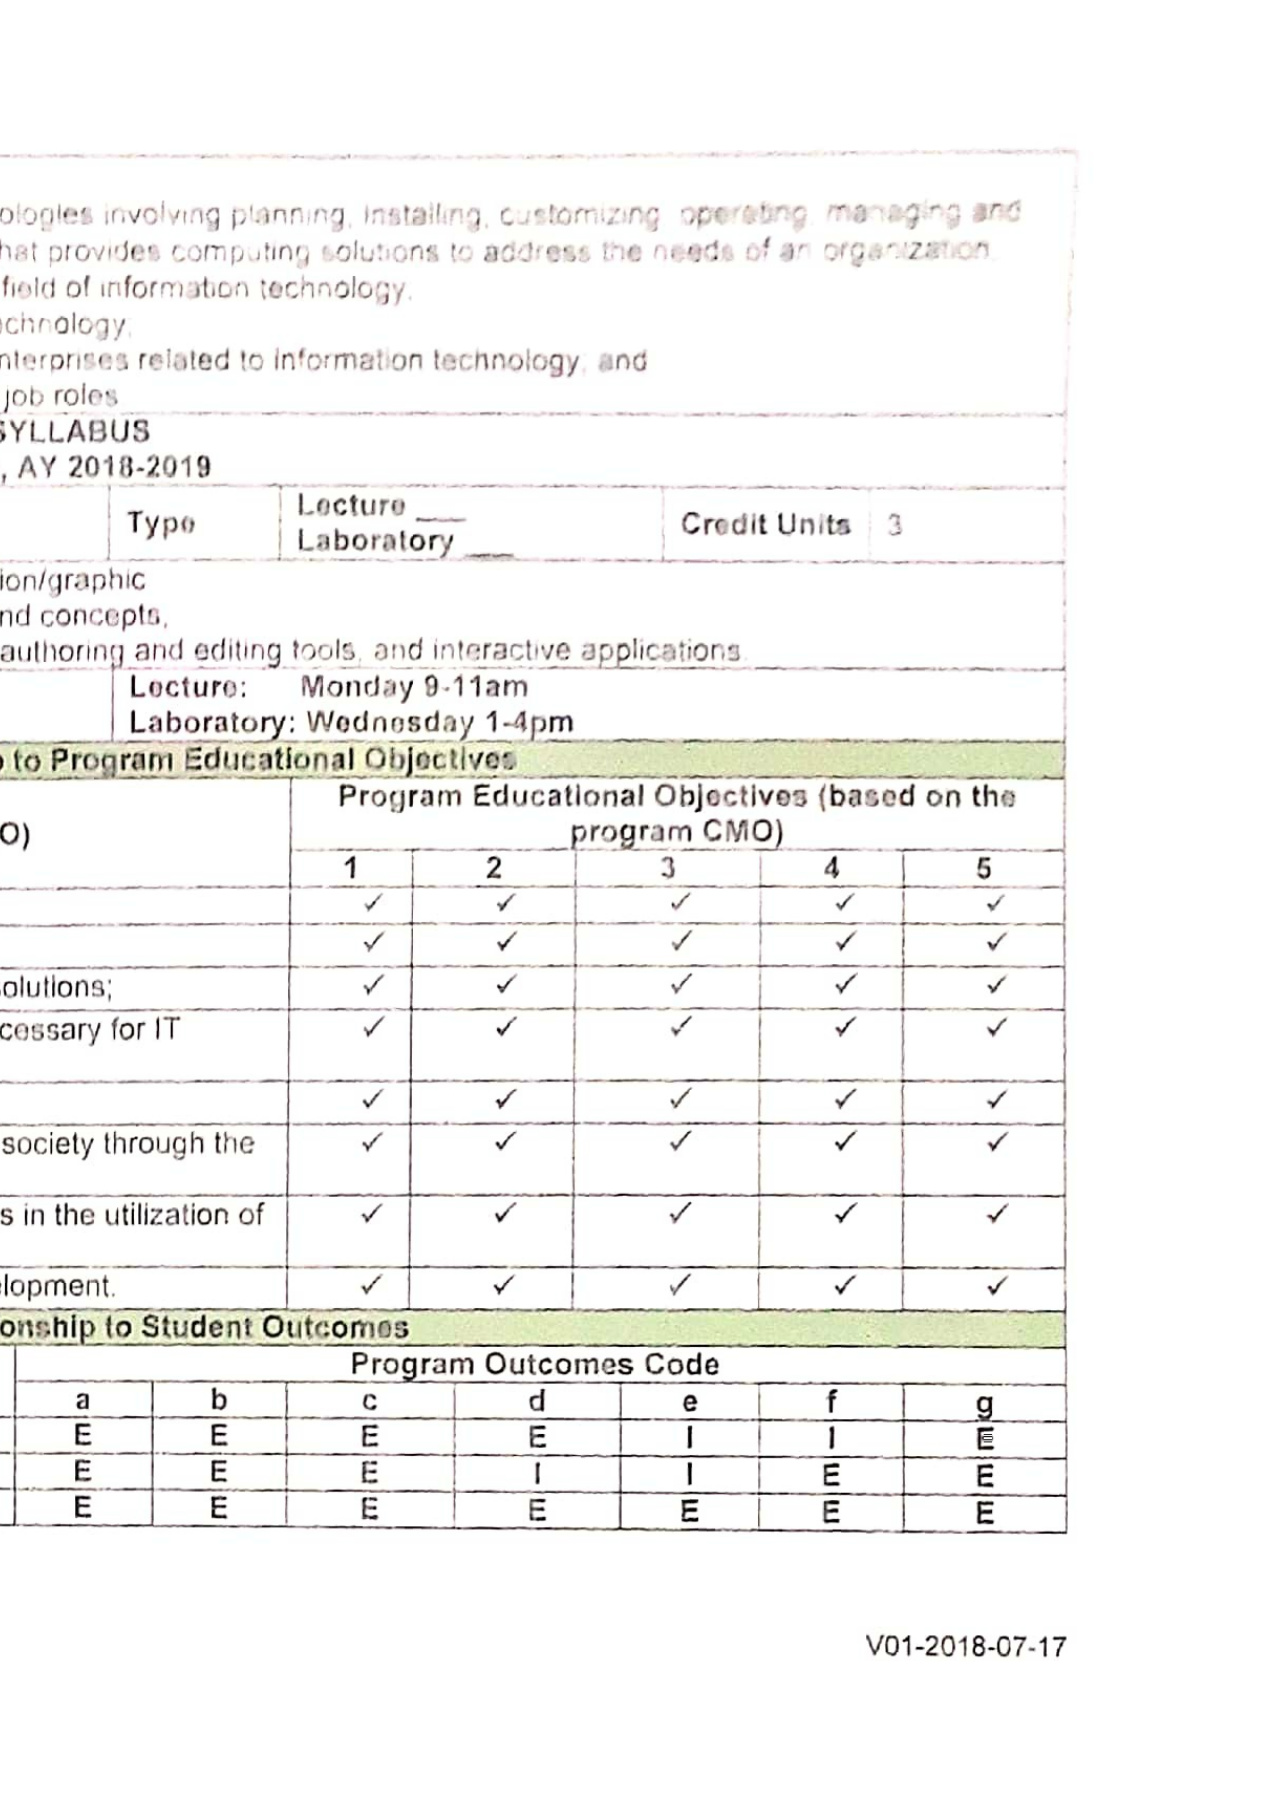 ologies involving planning, installing, customizing operating, managing and
hat provides computing solutions to address the needs of an organization.
field of information technology.
echnology;
nterprises related to information technology, and
job roles
SYLLABUS
, AY 2018-2019
Type Lecture ___ Credit Units 3
Laboratory ___
ion/graphic
nd concepts,
authoring and editing tools, and interactive applications.
Lecture: Monday 9-11am
Laboratory: Wednesday 1-4pm
to Program Educational Objectives
Program Educational Objectives (based on the
O) program CMO)
1 2 3 4 5
✓ ✓ ✓ ✓ ✓
✓ ✓ ✓ ✓ ✓
olutions; ✓ ✓ ✓ ✓ ✓
cessary for IT ✓ ✓ ✓ ✓ ✓
✓ ✓ ✓ ✓ ✓
society through the ✓ ✓ ✓ ✓ ✓
s in the utilization of ✓ ✓ ✓ ✓ ✓
lopment. ✓ ✓ ✓ ✓ ✓
onship to Student Outcomes
Program Outcomes Code
a b c d e f g
E E E E I I E
E E E I I E E
E E E E E E E
V01-2018-07-17